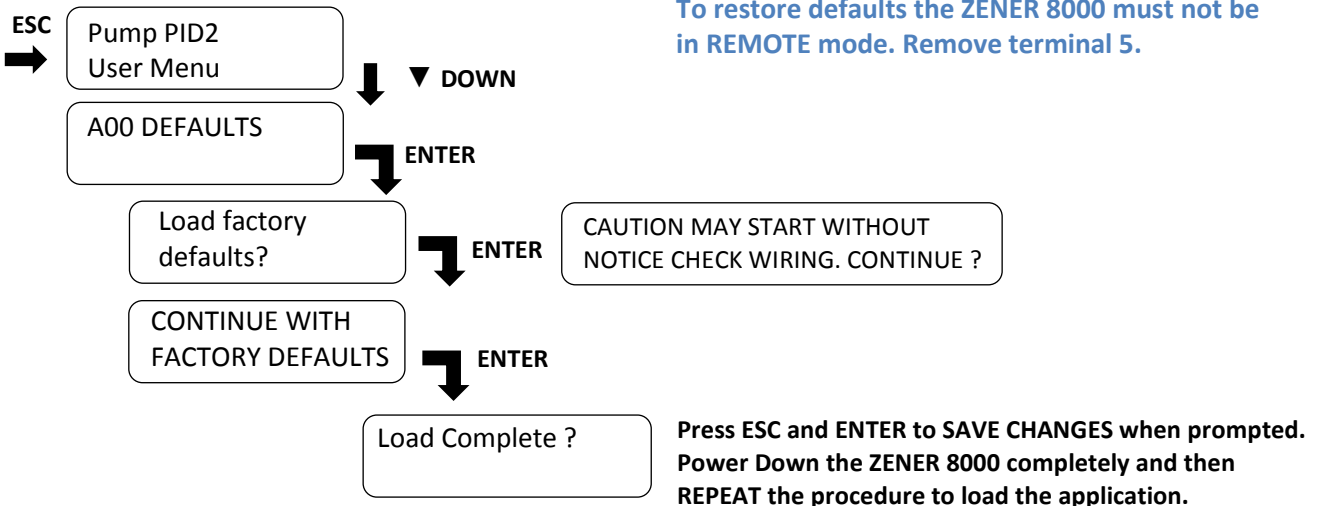 To restore defaults the ZENER 8000 must not be
in REMOTE mode. Remove terminal 5.
ESC
Pump PID2
User Menu
▼ DOWN
A00 DEFAULTS
ENTER
Load factory
defaults?
ENTER
CAUTION MAY START WITHOUT
NOTICE CHECK WIRING. CONTINUE ?
CONTINUE WITH
FACTORY DEFAULTS
ENTER
Load Complete ?
Press ESC and ENTER to SAVE CHANGES when prompted.
Power Down the ZENER 8000 completely and then
REPEAT the procedure to load the application.